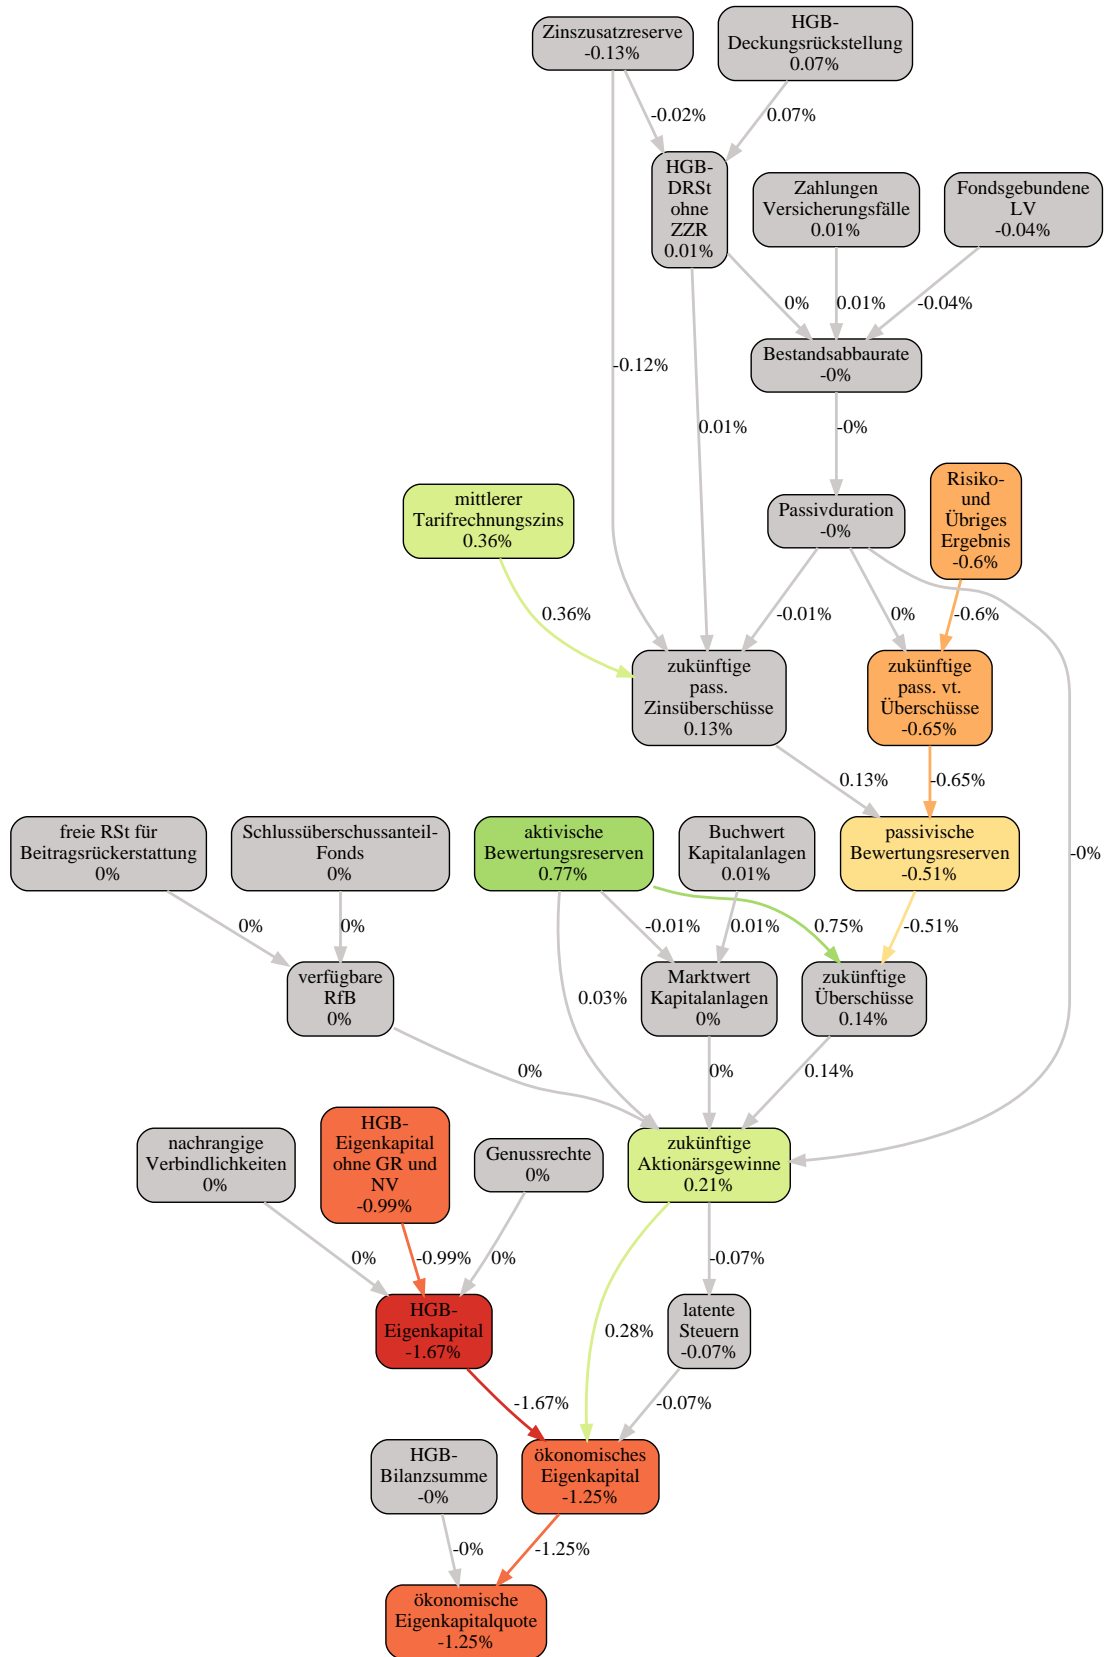 Zinszusatzreserve
-0.13%
HGB-
Deckungsrückstellung
0.07%
-0.02%
0.07%
HGB-
DRSt
ohne
ZZR
0.01%
Zahlungen
Versicherungsfälle
0.01%
Fondsgebundene
LV
-0.04%
0%
0.01%
-0.04%
Bestandsabbaurate
-0%
-0.12%
0.01%
-0%
mittlerer
Tarifrechnungszins
0.36%
Passivduration
-0%
Risiko-
und
Übriges
Ergebnis
-0.6%
0.36%
-0.01%
0%
-0.6%
zukünftige
pass.
Zinsüberschüsse
0.13%
zukünftige
pass. vt.
Überschüsse
-0.65%
0.13%
-0.65%
freie RSt für
Beitragsrückerstattung
0%
Schlussüberschussanteil-
Fonds
0%
aktivische
Bewertungsreserven
0.77%
Buchwert
Kapitalanlagen
0.01%
passivische
Bewertungsreserven
-0.51%
-0%
0%
0%
-0.01%
0.01%
0.75%
-0.51%
verfügbare
RfB
0%
0.03%
Marktwert
Kapitalanlagen
0%
zukünftige
Überschüsse
0.14%
0%
0%
0.14%
nachrangige
Verbindlichkeiten
0%
HGB-
Eigenkapital
ohne GR und
NV
-0.99%
Genussrechte
0%
zukünftige
Aktionärsgewinne
0.21%
0%
-0.99%
0%
-0.07%
HGB-
Eigenkapital
-1.67%
0.28%
latente
Steuern
-0.07%
-1.67%
-0.07%
HGB-
Bilanzsumme
-0%
ökonomisches
Eigenkapital
-1.25%
-0%
-1.25%
ökonomische
Eigenkapitalquote
-1.25%